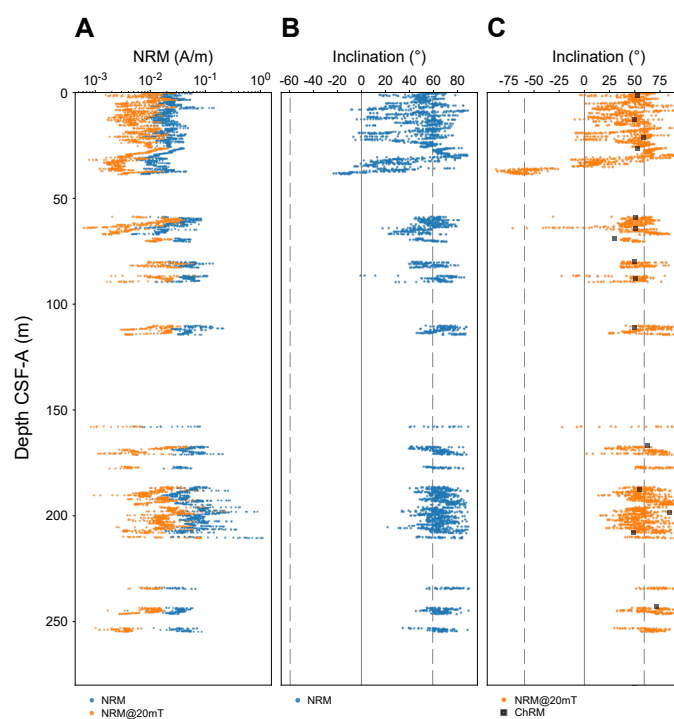 A
B
C
NRM (A/m)
Inclination (°)
Inclination (°)
10⁻³ 10⁻² 10⁻¹ 10⁰
-60 -40 -20 0 20 40 60 80
-75 -50 -25 0 25 50 75
0
50
100
150
200
250
Depth CSF-A (m)
NRM
NRM@20mT
NRM
NRM@20mT
ChRM